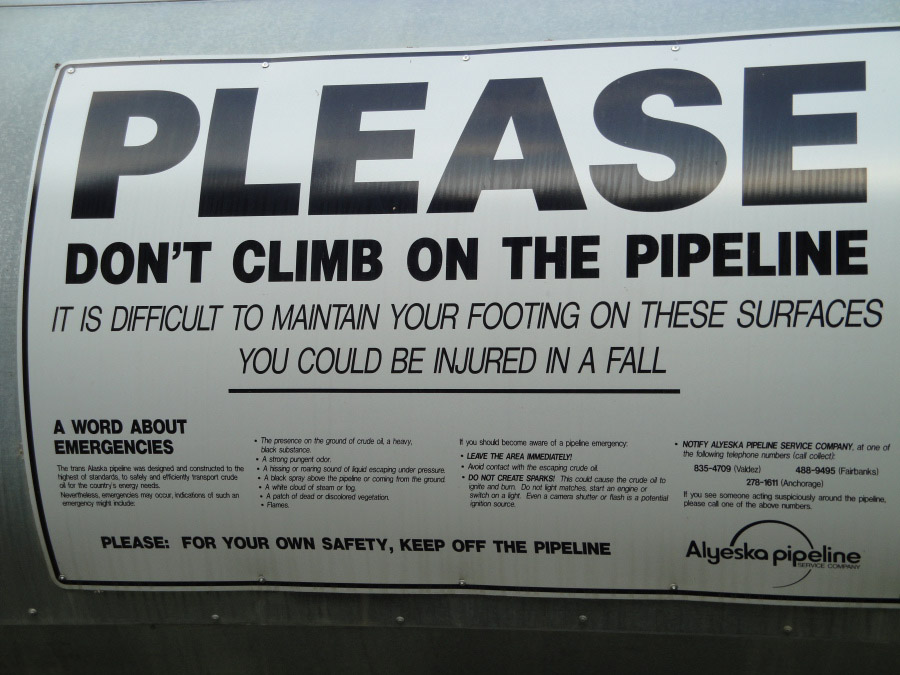 PLEASE
DON'T CLIMB ON THE PIPELINE
IT IS DIFFICULT TO MAINTAIN YOUR FOOTING ON THESE SURFACES
YOU COULD BE INJURED IN A FALL
A WORD ABOUT
EMERGENCIES
The trans Alaska pipeline was designed and constructed to the
highest of standards, to safely and efficiently transport crude
oil for the country's energy needs.
Nevertheless, emergencies may occur, indications of such an
emergency might include:
• The presence on the ground of crude oil, a heavy,
black substance.
• A strong pungent odor.
• A hissing or roaring sound of liquid escaping under pressure.
• A black spray above the pipeline or coming from the ground.
• A white cloud of steam or fog.
• A patch of dead or discolored vegetation.
• Flames.
If you should become aware of a pipeline emergency:
• LEAVE THE AREA IMMEDIATELY!
• Avoid contact with the escaping crude oil.
• DO NOT CREATE SPARKS! This could cause the crude oil to
ignite and burn. Do not light matches, start an engine or
switch on a light. Even a camera shutter or flash is a potential
ignition source.
• NOTIFY ALYESKA PIPELINE SERVICE COMPANY, at one of
the following telephone numbers (call collect):
835-4709 (Valdez) 488-9495 (Fairbanks)
278-1611 (Anchorage)
If you see someone acting suspiciously around the pipeline,
please call one of the above numbers.
PLEASE: FOR YOUR OWN SAFETY, KEEP OFF THE PIPELINE
Alyeska pipeline
SERVICE COMPANY